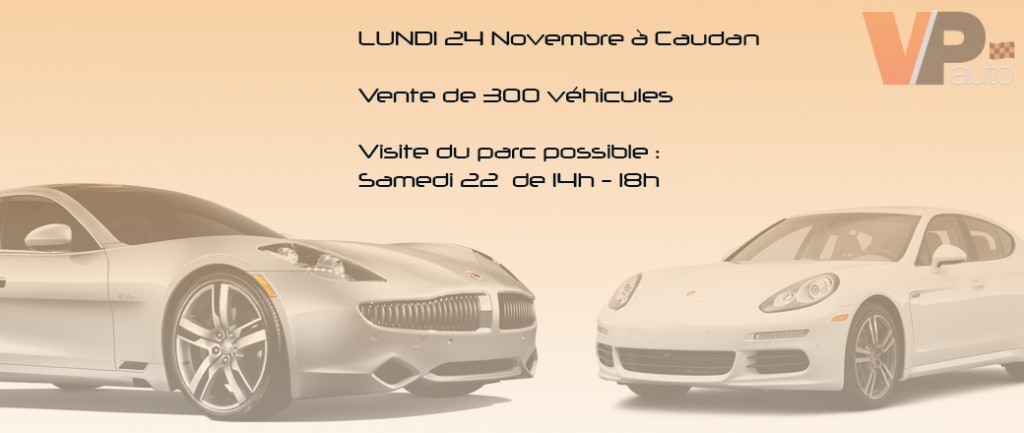 LUNDI 24 Novembre à Caudan
VP auto
Vente de 300 véhicules
Visite du parc possible :
Samedi 22 de 14h - 18h